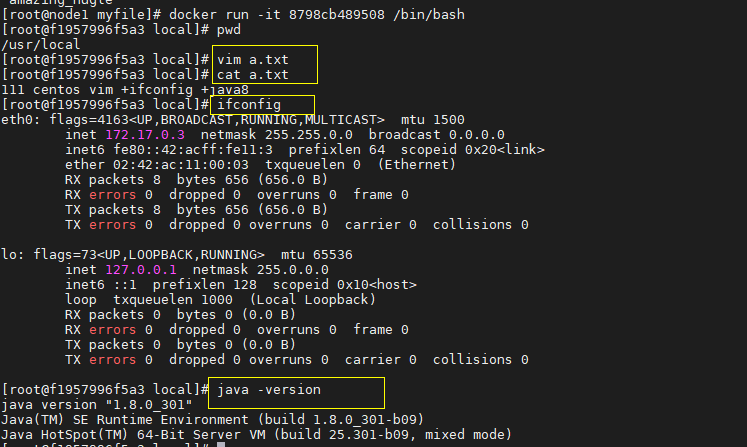 amazing_hugle
[root@node1 myfile]# docker run -it 8798cb489508 /bin/bash
[root@f1957996f5a3 local]# pwd
/usr/local
[root@f1957996f5a3 local]# vim a.txt
[root@f1957996f5a3 local]# cat a.txt
111 centos vim +ifconfig +java8
[root@f1957996f5a3 local]# ifconfig
eth0: flags=4163<UP,BROADCAST,RUNNING,MULTICAST>  mtu 1500
        inet 172.17.0.3  netmask 255.255.0.0  broadcast 0.0.0.0
        inet6 fe80::42:acff:fe11:3  prefixlen 64  scopeid 0x20<link>
        ether 02:42:ac:11:00:03  txqueuelen 0  (Ethernet)
        RX packets 8  bytes 656 (656.0 B)
        RX errors 0  dropped 0  overruns 0  frame 0
        TX packets 8  bytes 656 (656.0 B)
        TX errors 0  dropped 0 overruns 0  carrier 0  collisions 0
lo: flags=73<UP,LOOPBACK,RUNNING>  mtu 65536
        inet 127.0.0.1  netmask 255.0.0.0
        inet6 ::1  prefixlen 128  scopeid 0x10<host>
        loop  txqueuelen 1000  (Local Loopback)
        RX packets 0  bytes 0 (0.0 B)
        RX errors 0  dropped 0  overruns 0  frame 0
        TX packets 0  bytes 0 (0.0 B)
        TX errors 0  dropped 0 overruns 0  carrier 0  collisions 0
[root@f1957996f5a3 local]# java -version
java version "1.8.0_301"
Java(TM) SE Runtime Environment (build 1.8.0_301-b09)
Java HotSpot(TM) 64-Bit Server VM (build 25.301-b09, mixed mode)
[root@f1957996f5a3 local]#